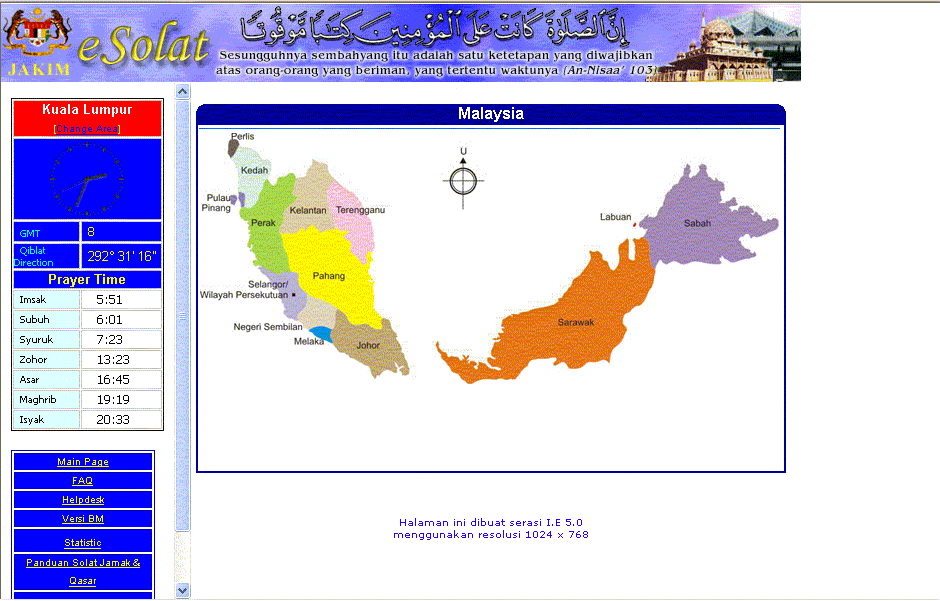 JAKIM
eSolat
إِنَّ الصَّلَاةَ كَانَتْ عَلَى الْمُؤْمِنِينَ كِتَابًا مَّوْقُوتًا
Sesungguhnya sembahyang itu adalah satu ketetapan yang diwajibkan
atas orang-orang yang beriman, yang tertentu waktunya (An-Nisaa' 103)
Kuala Lumpur
[Change Area]
GMT 8
Qiblat
Direction 292° 31' 16"
Prayer Time
Imsak 5:51
Subuh 6:01
Syuruk 7:23
Zohor 13:23
Asar 16:45
Maghrib 19:19
Isyak 20:33
Main Page
FAQ
Helpdesk
Versi BM
Statistic
Panduan Solat Jamak &
Qasar
Malaysia
Perlis
U
Kedah
Pulau
Pinang
Kelantan
Terengganu
Perak
Labuan
Sabah
Pahang
Selangor/
Wilayah Persekutuan
Negeri Sembilan
Melaka
Johor
Sarawak
Halaman ini dibuat serasi I.E 5.0
menggunakan resolusi 1024 x 768